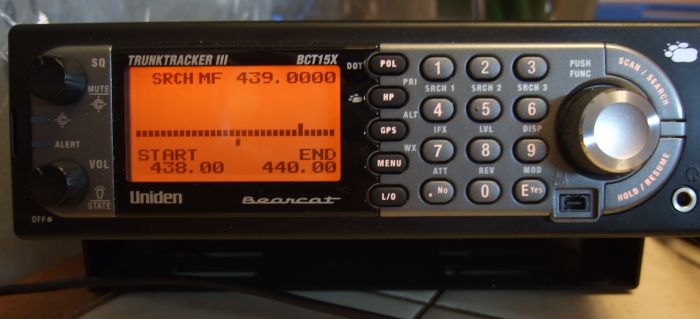 SQ
MUTE
ALERT
VOL
STATE
OFF
TRUNKTRACKER III BCT15X
SRCH MF 439.0000
START END
438.00 440.00
Uniden Bearcat
DOT POL
PRI
HP
ALT
GPS
WX
MENU
L/O
1 2 3
SRCH 1 SRCH 2 SRCH 3
4 5 6
IFX LVL DISP
7 8 9
ATT REV MOD
. No 0 E Yes
PUSH
FUNC
SCAN / SEARCH
HOLD / RESUME